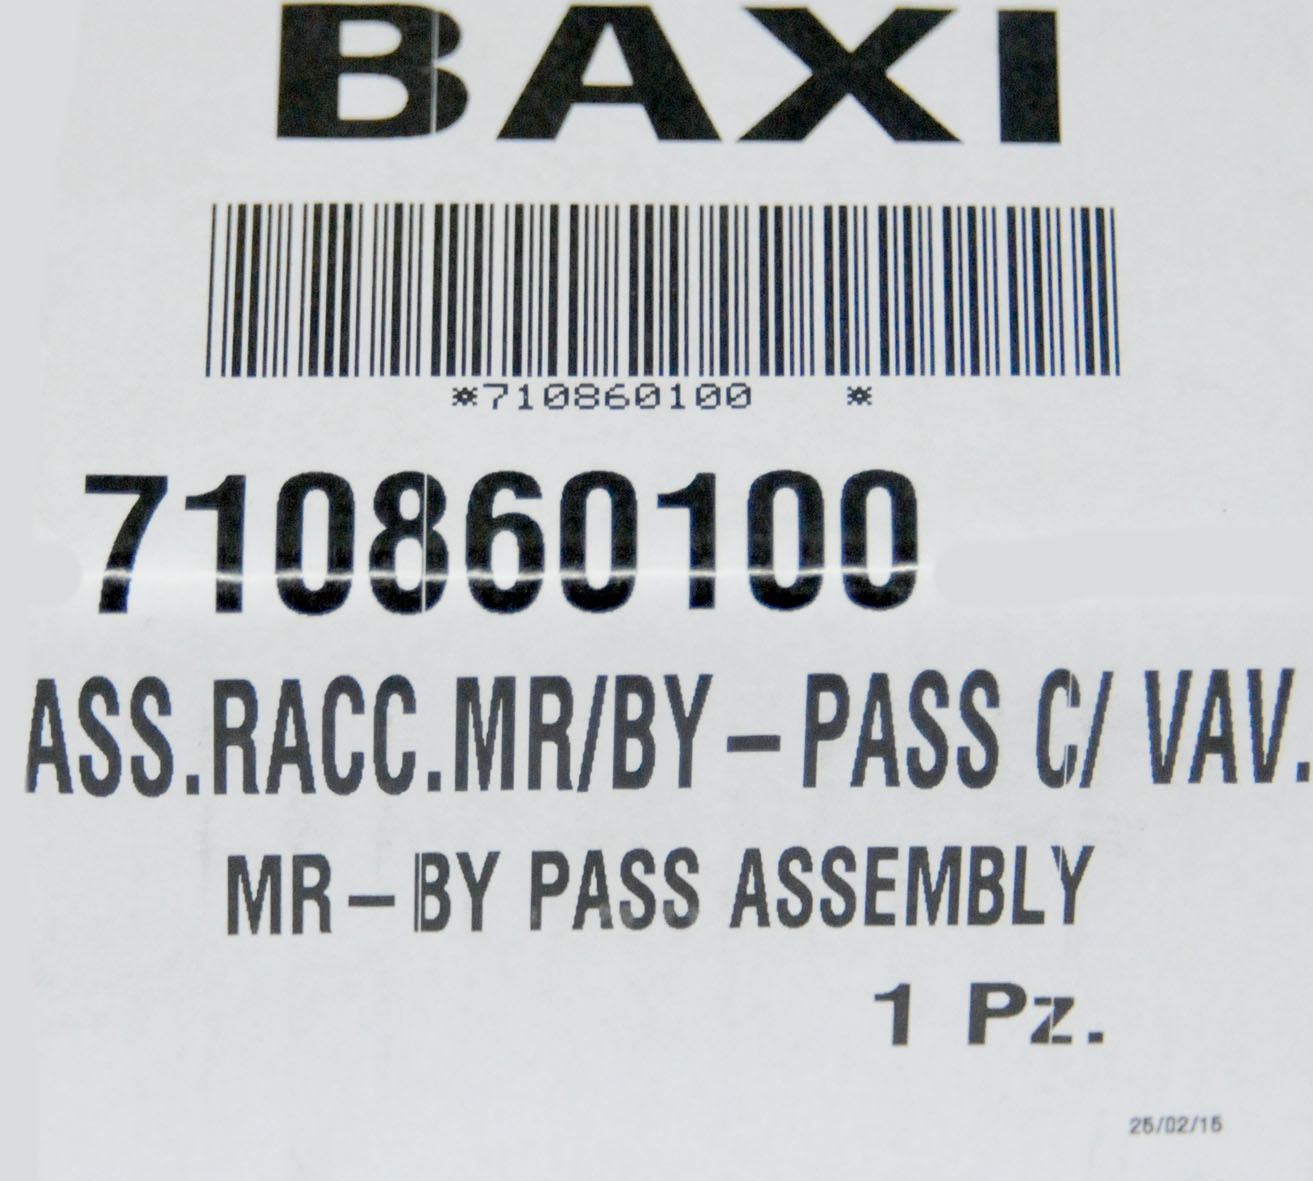 BAXI
*710860100 *
710860100
ASS.RACC.MR/BY-PASS C/ VAV.
MR-BY PASS ASSEMBLY
1 Pz.
25/02/15